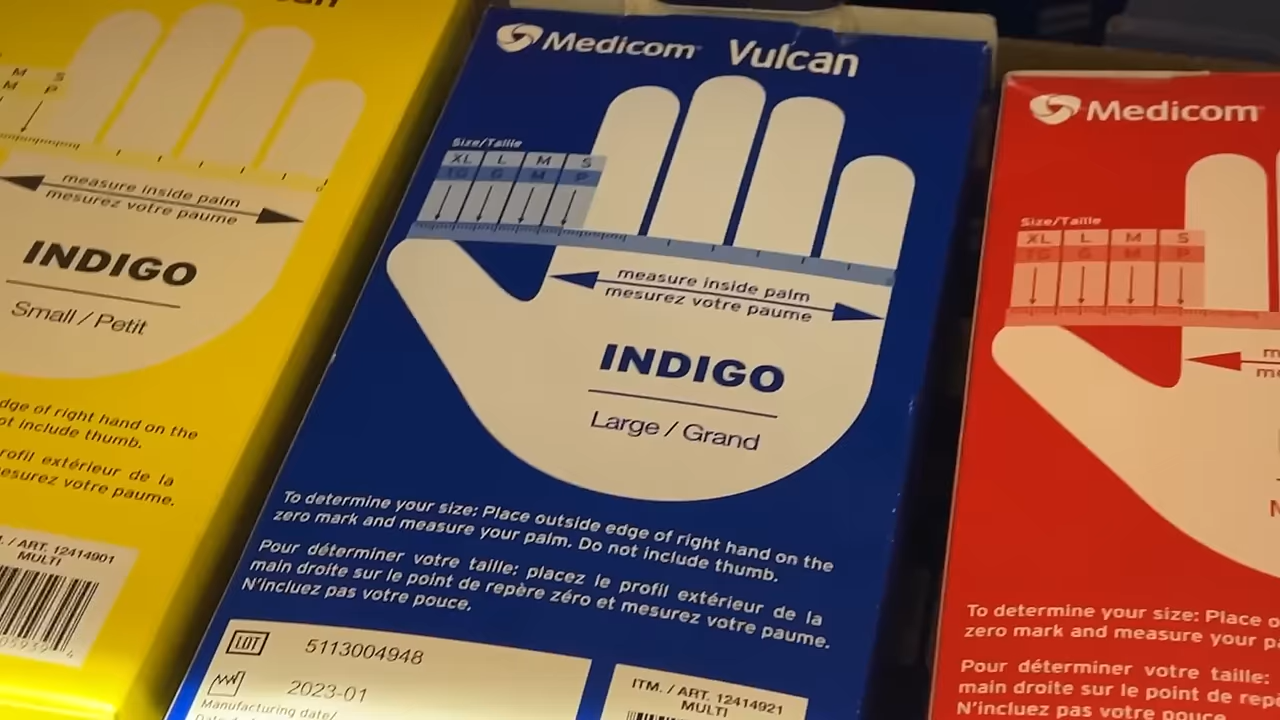 M S
M P
measure inside palm
mesurez votre paume
INDIGO
Small / Petit
edge of right hand on the
not include thumb.
profil extérieur de la
mesurez votre paume.
/ ART. 12414901
MULTI
Medicom Vulcan
Size/Taille
XL L M S
TG G M P
measure inside palm
mesurez votre paume
INDIGO
Large / Grand
To determine your size: Place outside edge of right hand on the
zero mark and measure your palm. Do not include thumb.
Pour déterminer votre taille: placez le profil extérieur de la
main droite sur le point de repère zéro et mesurez votre paume.
N'incluez pas votre pouce.
LOT 5113004948
2023-01
Manufacturing date/
ITM. / ART. 12414921
MULTI
Medicom
Size/Taille
XL L M S
TG G M P
To determine your size: Place
zero mark and measure your
Pour déterminer votre taille:
main droite sur le point de
N'incluez pas votre pouce.